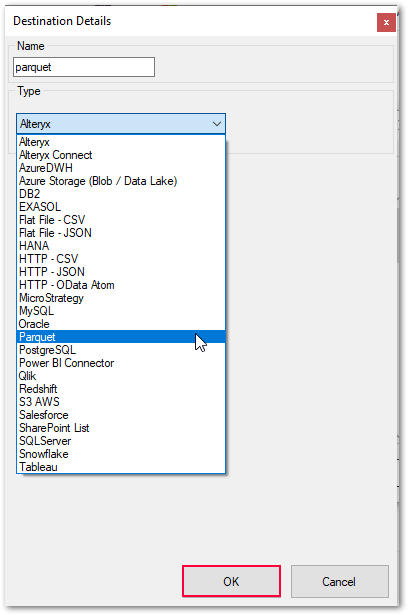 Destination Details
x
Name
parquet
Type
Alteryx
Alteryx
Alteryx Connect
AzureDWH
Azure Storage (Blob / Data Lake)
DB2
EXASOL
Flat File - CSV
Flat File - JSON
HANA
HTTP - CSV
HTTP - JSON
HTTP - OData Atom
MicroStrategy
MySQL
Oracle
Parquet
PostgreSQL
Power BI Connector
Qlik
Redshift
S3 AWS
Salesforce
SharePoint List
SQLServer
Snowflake
Tableau
OK Cancel